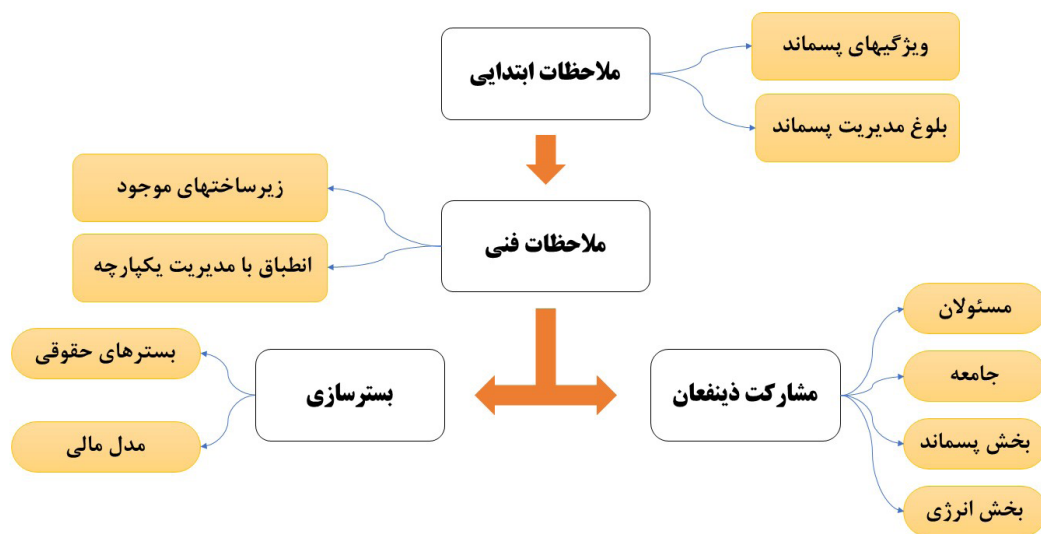 ملاحظات ابتدایی
ویژگیهای پسماند
بلوغ مدیریت پسماند
ملاحظات فنی
زیرساختهای موجود
انطباق با مدیریت یکپارچه
مشارکت ذینفعان
مسئولان
جامعه
بخش پسماند
بخش انرژی
بسترسازی
بسترهای حقوقی
مدل مالی